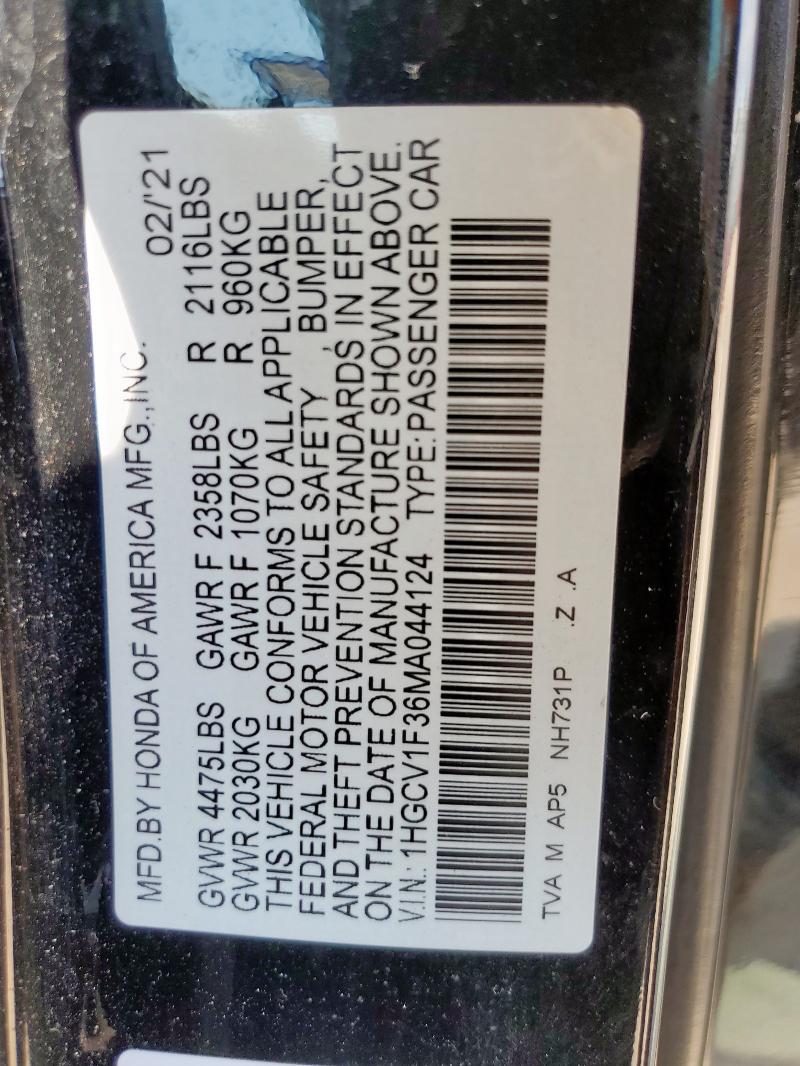 MFD.BY HONDA OF AMERICA MFG.,INC. 02/'21
GVWR 4475LBS GAWR F 2358LBS R 2116LBS
GVWR 2030KG GAWR F 1070KG R 960KG
THIS VEHICLE CONFORMS TO ALL APPLICABLE
FEDERAL MOTOR VEHICLE SAFETY , BUMPER,
AND THEFT PREVENTION STANDARDS IN EFFECT
ON THE DATE OF MANUFACTURE SHOWN ABOVE.
V.I.N.: 1HGCV1F36MA044124 TYPE:PASSENGER CAR
TVA M AP5 NH731P .Z .A